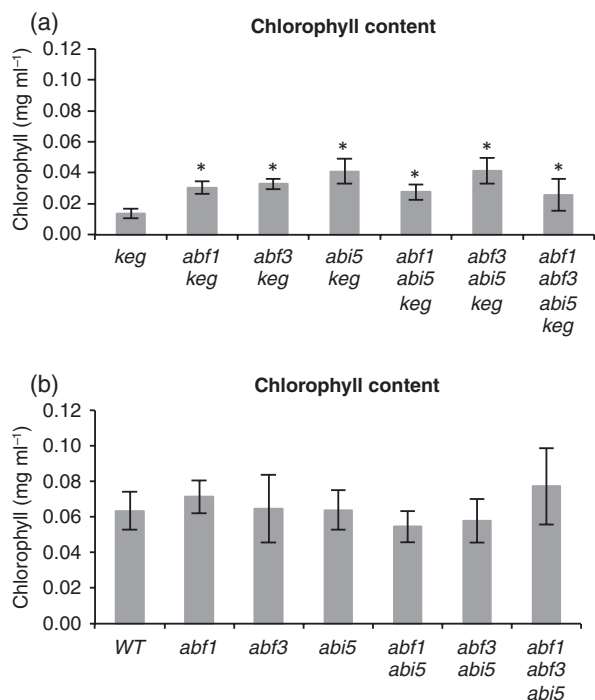 (a)
Chlorophyll content
Chlorophyll (mg ml⁻¹)
0.12
0.10
0.08
0.06
0.04
0.02
0.00
* * * * * *
keg abf1 abf3 abi5 abf1 abf3 abf1
keg keg keg abi5 abi5 abf3
keg keg abi5
keg
(b)
Chlorophyll content
Chlorophyll (mg ml⁻¹)
0.12
0.10
0.08
0.06
0.04
0.02
0.00
WT abf1 abf3 abi5 abf1 abf3 abf1
abi5 abi5 abf3
abi5